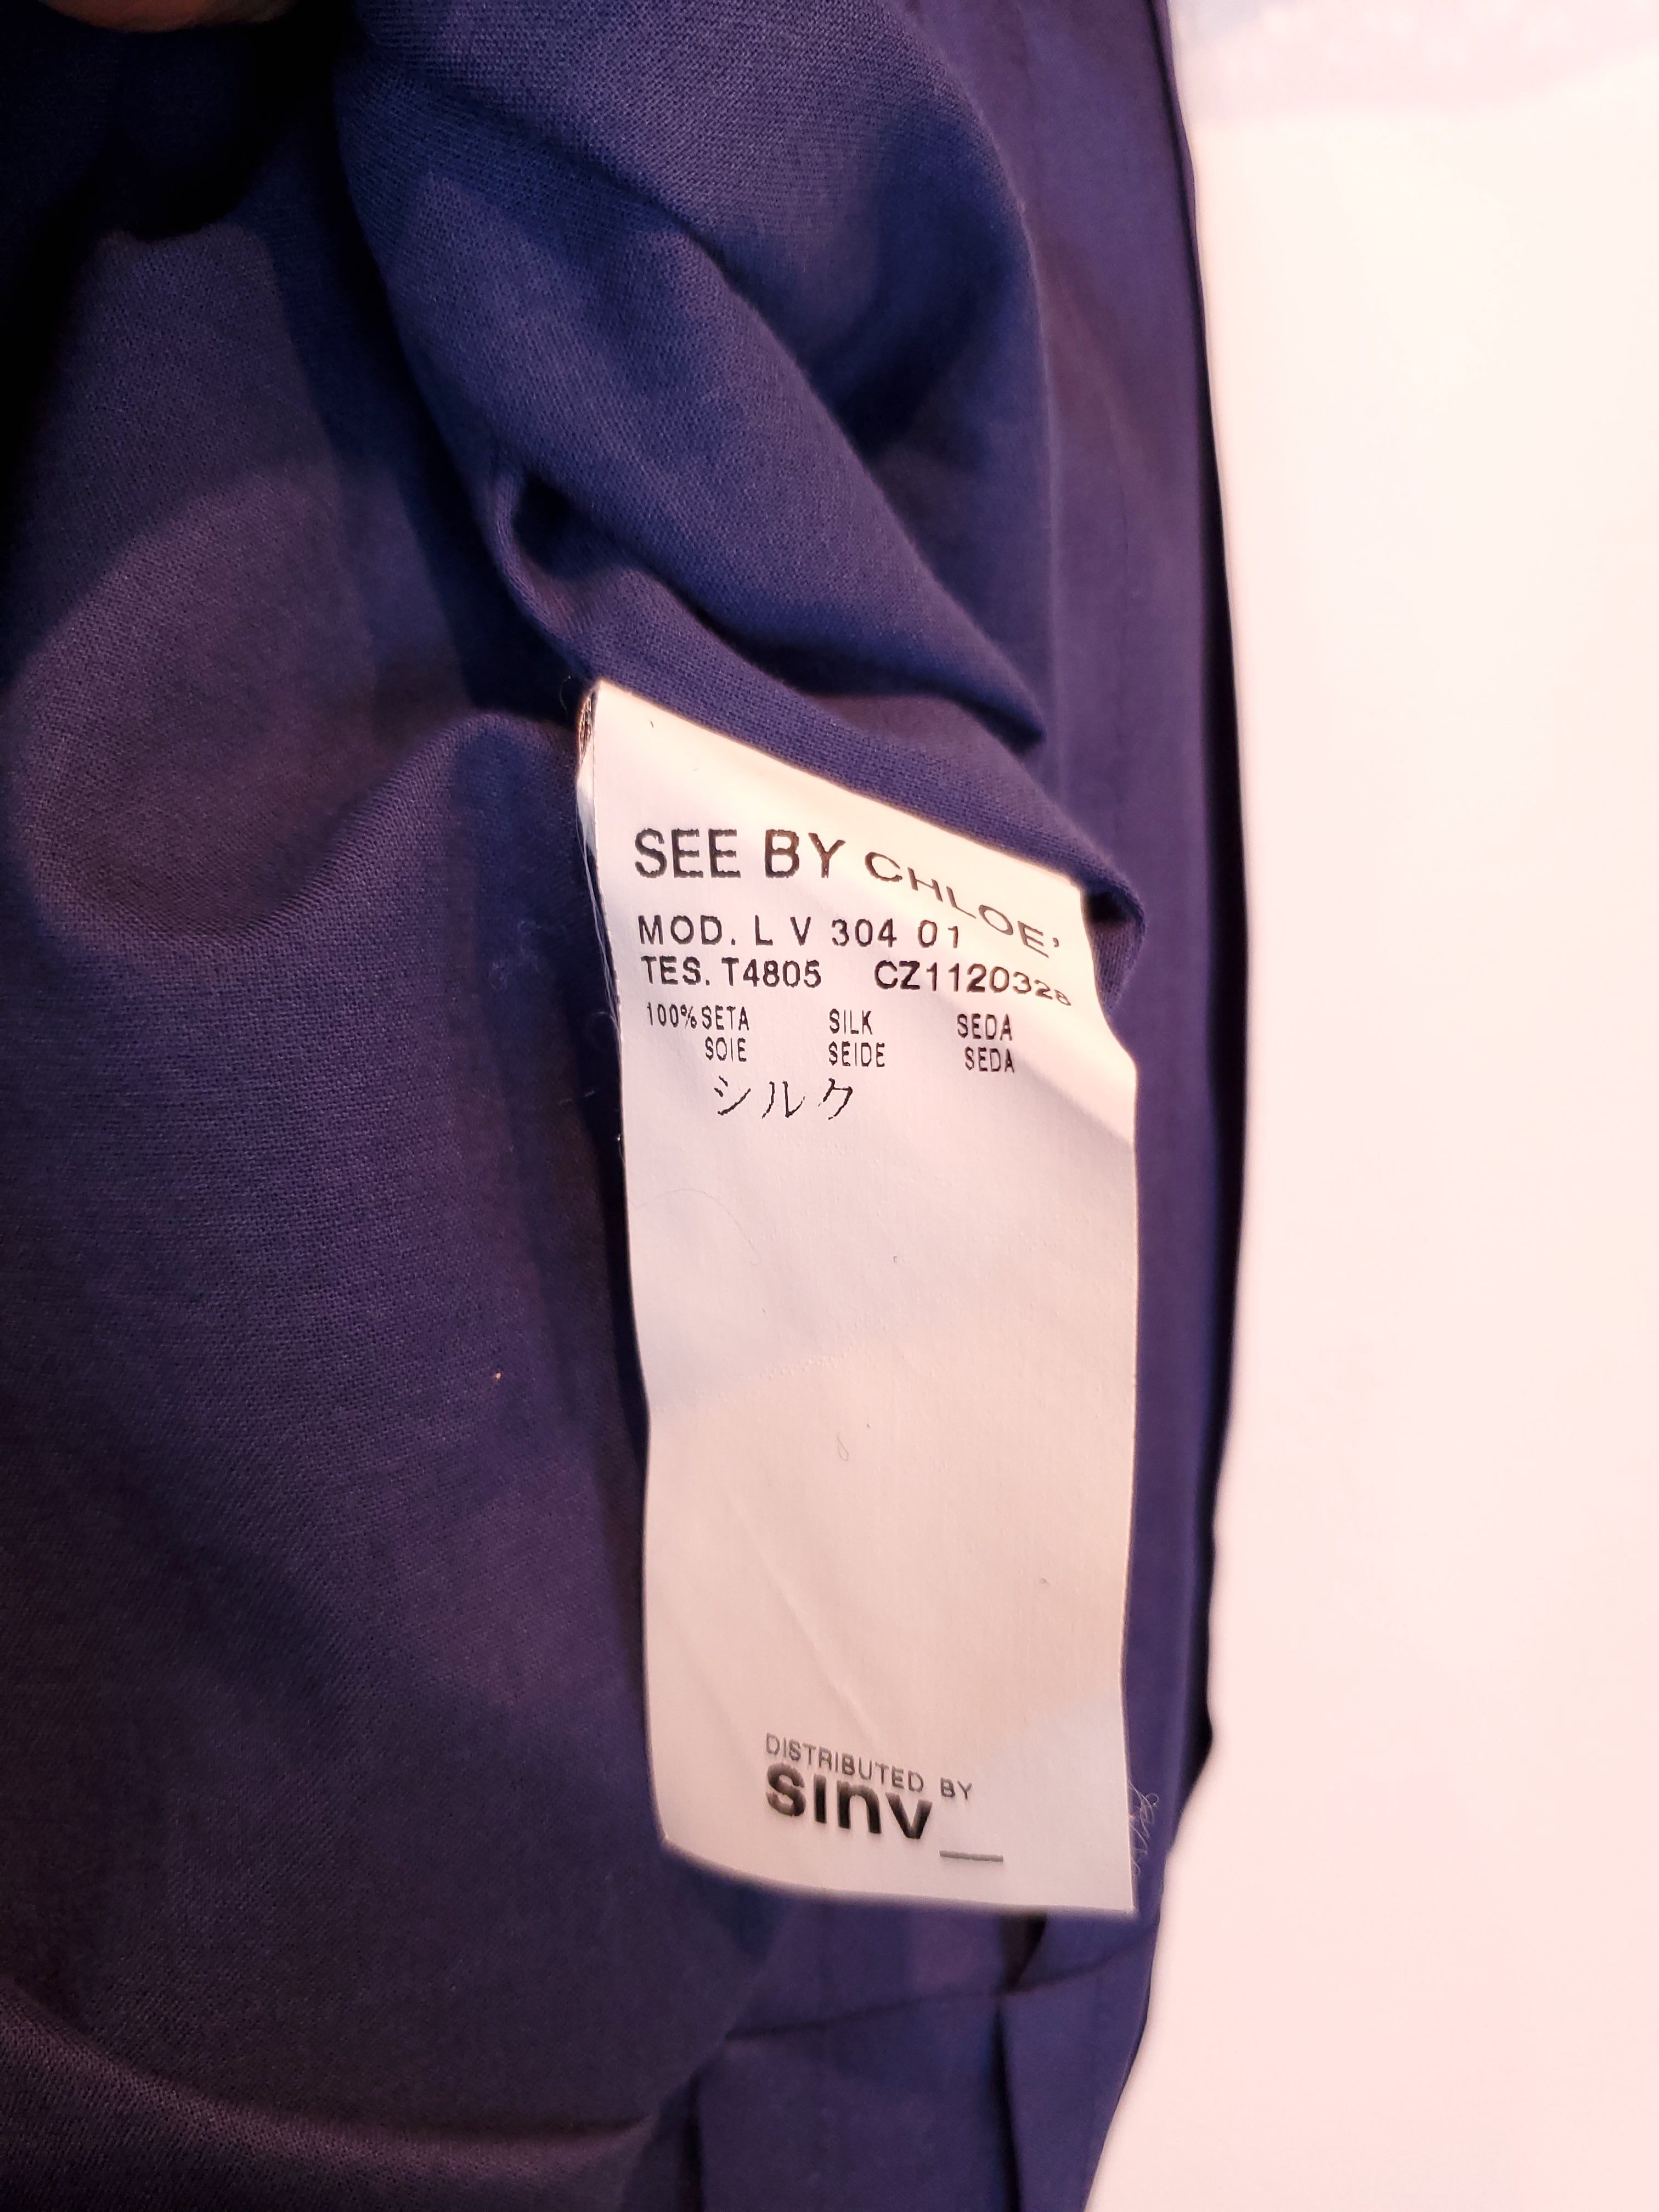 SEE BY CHLOE'
MOD. L V 304 01
TES. T4805 CZ1120328
100% SETA SILK SEDA
SOIE SEIDE SEDA
シルク
DISTRIBUTED BY
sınv_